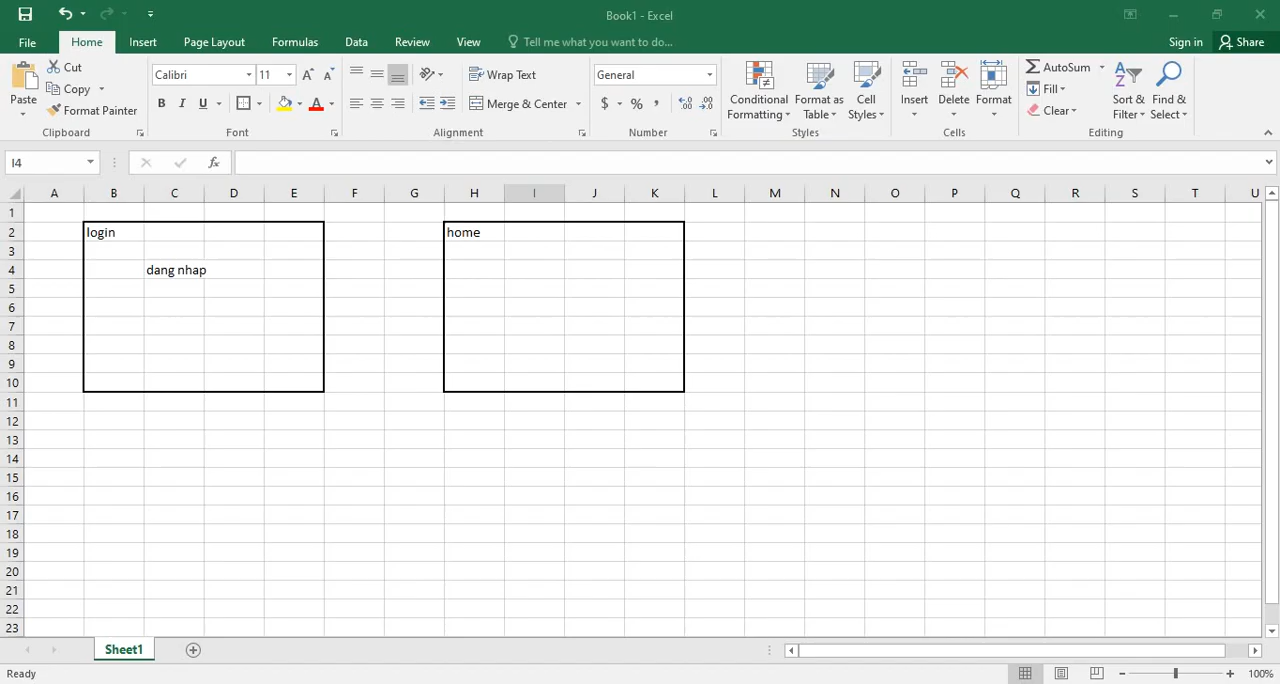 Book1 - Excel
File Home Insert Page Layout Formulas Data Review View Tell me what you want to do... Sign in Share
Paste Cut Copy Format Painter Clipboard
Calibri 11 B I U A A A Font
Wrap Text Merge & Center Alignment
General $ % , Number
Conditional Formatting Format as Table Cell Styles Styles
Insert Delete Format Cells
AutoSum Fill Clear Sort & Filter Find & Select Editing
I4 fx
A B C D E F G H I J K L M N O P Q R S T U
1
2 login home
3
4 dang nhap
5
6
7
8
9
10
11
12
13
14
15
16
17
18
19
20
21
22
23
Sheet1
Ready 100%